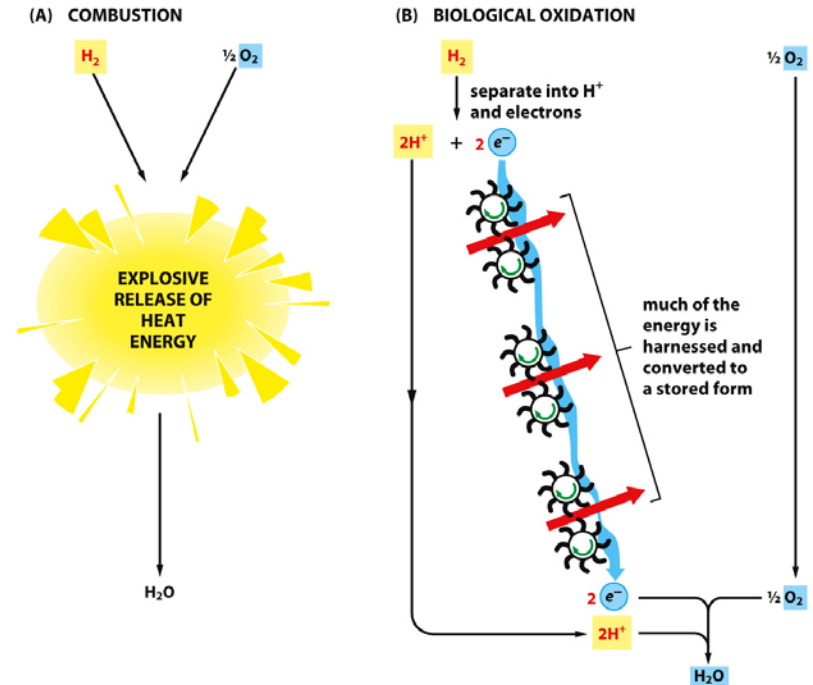 (A) COMBUSTION
H₂
½ O₂
EXPLOSIVE
RELEASE OF
HEAT
ENERGY
H₂O
(B) BIOLOGICAL OXIDATION
H₂
½ O₂
separate into H⁺
and electrons
2H⁺ + 2 e⁻
much of the
energy is
harnessed and
converted to
a stored form
2 e⁻
½ O₂
2H⁺
H₂O